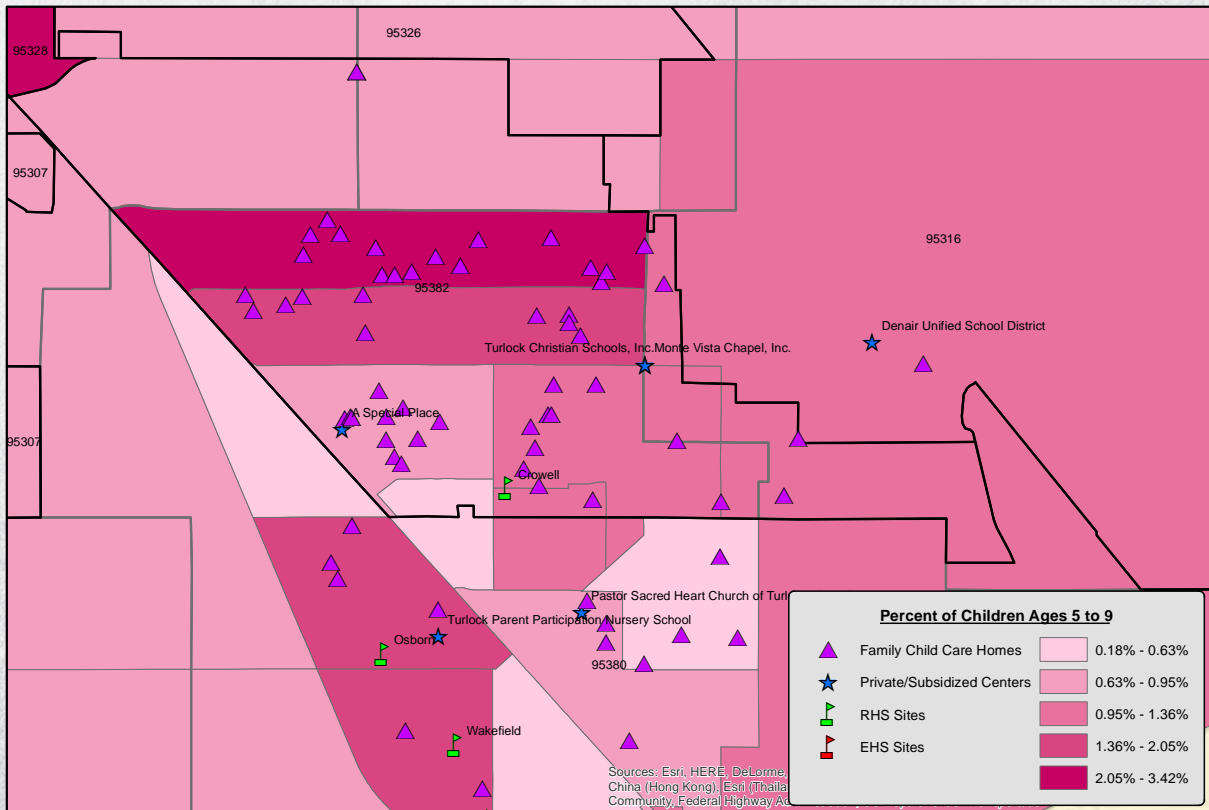 95326
95328
95307
95316
95382
Denair Unified School District
Turlock Christian Schools, Inc.Monte Vista Chapel, Inc.
A Special Place
95307
Crowell
Pastor Sacred Heart Church of
Turlock Parent Participation Nursery School
Osborn
95380
Wakefield
Percent of Children Ages 5 to 9
Family Child Care Homes
0.18% - 0.63%
Private/Subsidized Centers
0.63% - 0.95%
RHS Sites
0.95% - 1.36%
EHS Sites
1.36% - 2.05%
2.05% - 3.42%
Sources: Esri, HERE, DeLorme,
China (Hong Kong), Esri
Community, Federal Highway